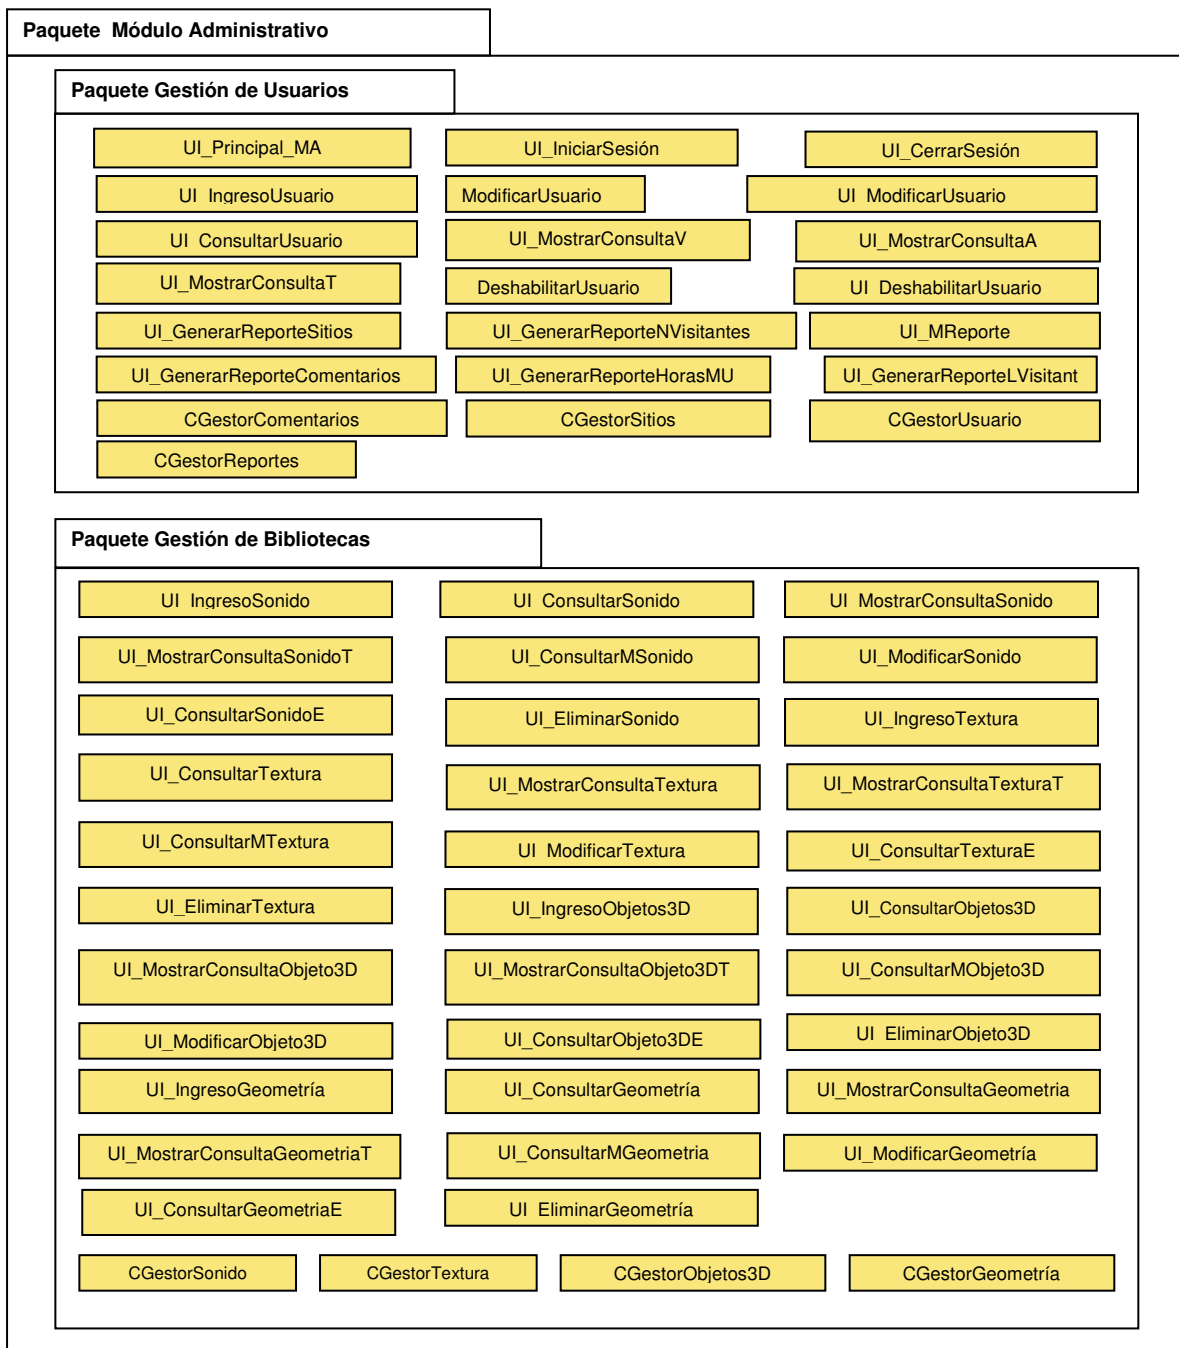 Paquete  Módulo Administrativo
Paquete Gestión de Usuarios
UI_Principal_MA
UI_IniciarSesión
UI_CerrarSesión
UI_IngresoUsuario
ModificarUsuario
UI_ModificarUsuario
UI_ConsultarUsuario
UI_MostrarConsultaV
UI_MostrarConsultaA
UI_MostrarConsultaT
DeshabilitarUsuario
UI_DeshabilitarUsuario
UI_GenerarReporteSitios
UI_GenerarReporteNVisitantes
UI_MReporte
UI_GenerarReporteComentarios
UI_GenerarReporteHorasMU
UI_GenerarReporteLVisitant
CGestorComentarios
CGestorSitios
CGestorUsuario
CGestorReportes
Paquete Gestión de Bibliotecas
UI_IngresoSonido
UI_ConsultarSonido
UI_MostrarConsultaSonido
UI_MostrarConsultaSonidoT
UI_ConsultarMSonido
UI_ModificarSonido
UI_ConsultarSonidoE
UI_EliminarSonido
UI_IngresoTextura
UI_ConsultarTextura
UI_MostrarConsultaTextura
UI_MostrarConsultaTexturaT
UI_ConsultarMTextura
UI_ModificarTextura
UI_ConsultarTexturaE
UI_EliminarTextura
UI_IngresoObjetos3D
UI_ConsultarObjetos3D
UI_MostrarConsultaObjeto3D
UI_MostrarConsultaObjeto3DT
UI_ConsultarMObjeto3D
UI_ModificarObjeto3D
UI_ConsultarObjeto3DE
UI_EliminarObjeto3D
UI_IngresoGeometría
UI_ConsultarGeometría
UI_MostrarConsultaGeometria
UI_MostrarConsultaGeometriaT
UI_ConsultarMGeometria
UI_ModificarGeometría
UI_ConsultarGeometriaE
UI_EliminarGeometría
CGestorSonido
CGestorTextura
CGestorObjetos3D
CGestorGeometría